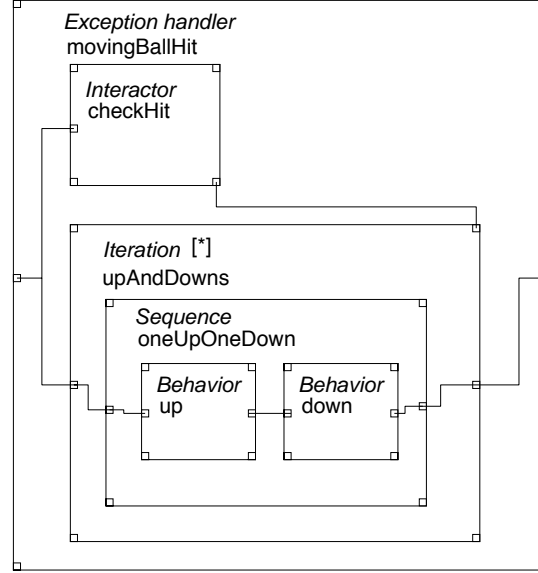 Exception handler
movingBallHit
Interactor
checkHit
Iteration [*]
upAndDowns
Sequence
oneUpOneDown
Behavior
up
Behavior
down